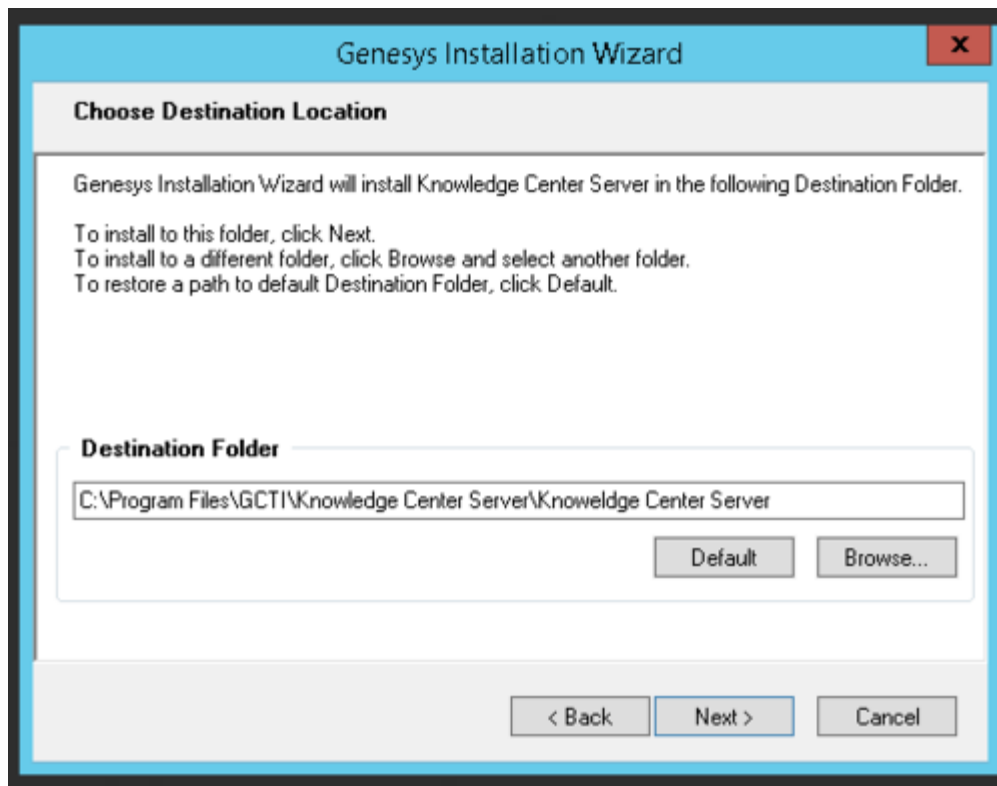 Genesys Installation Wizard
x
Choose Destination Location
Genesys Installation Wizard will install Knowledge Center Server in the following Destination Folder.
To install to this folder, click Next.
To install to a different folder, click Browse and select another folder.
To restore a path to default Destination Folder, click Default.
Destination Folder
C:\Program Files\GCTI\Knowledge Center Server\Knoweldge Center Server
Default Browse...
< Back Next > Cancel